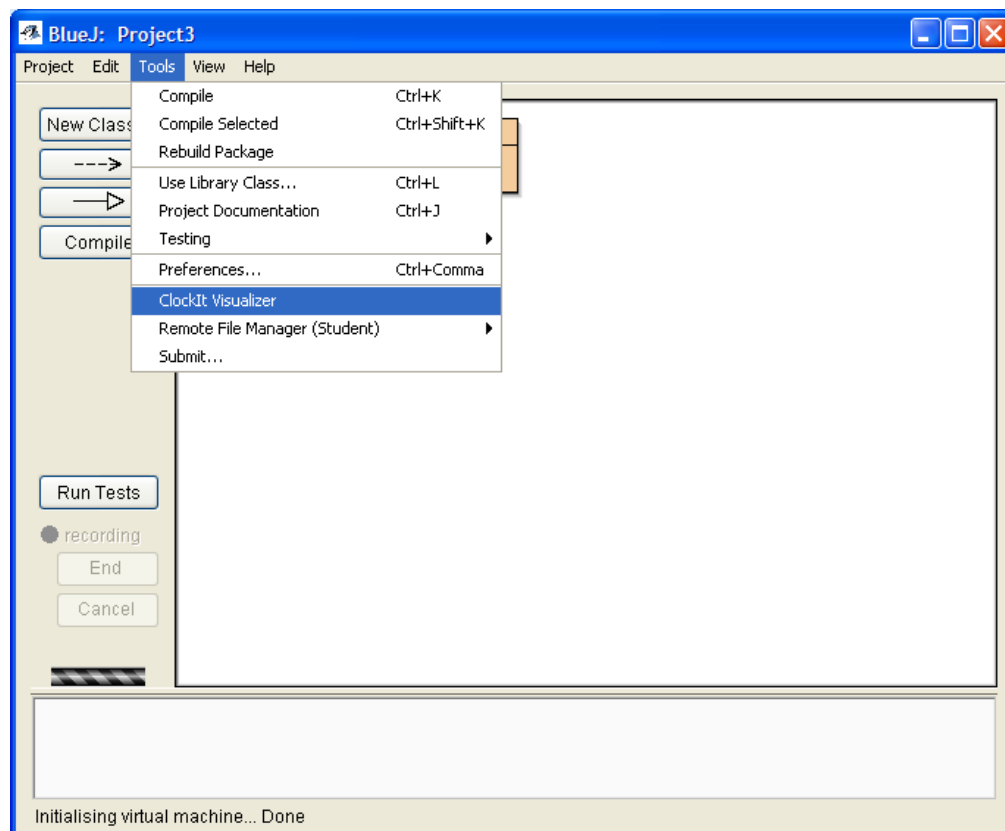 BlueJ: Project3
Project Edit Tools View Help
New Class
Compile
Compile Ctrl+K
Compile Selected Ctrl+Shift+K
Rebuild Package
Use Library Class... Ctrl+L
Project Documentation Ctrl+J
Testing
Preferences... Ctrl+Comma
ClockIt Visualizer
Remote File Manager (Student)
Submit...
Run Tests
recording
End
Cancel
Initialising virtual machine... Done